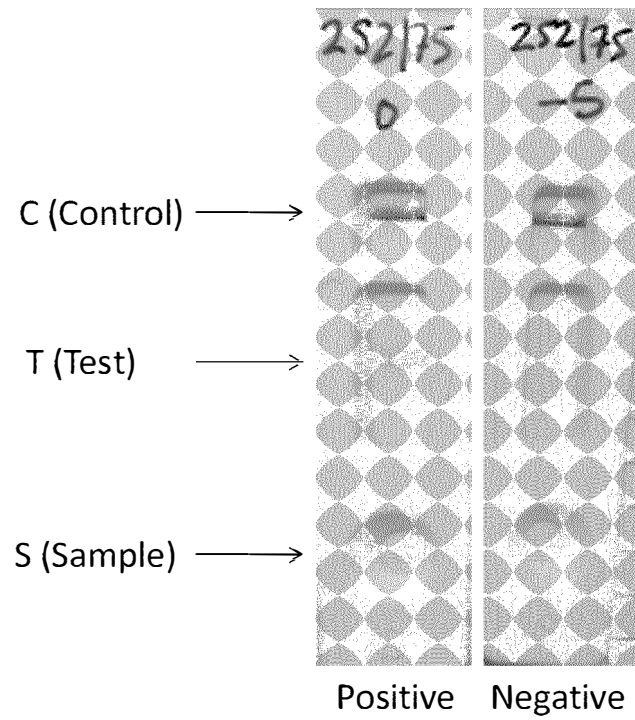 252/75 252/75
0 -5
C (Control)
T (Test)
S (Sample)
Positive Negative